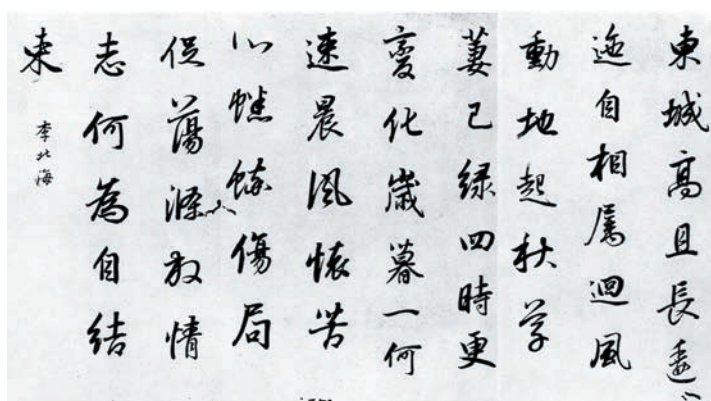 東城高且長逶
迤自相屬迴風
動地起秋草
萋已緑四時更
變化歲暮一何
速晨風懷苦
心蟋蟀傷局
促蕩滌放情
志何為自結
束
李北海